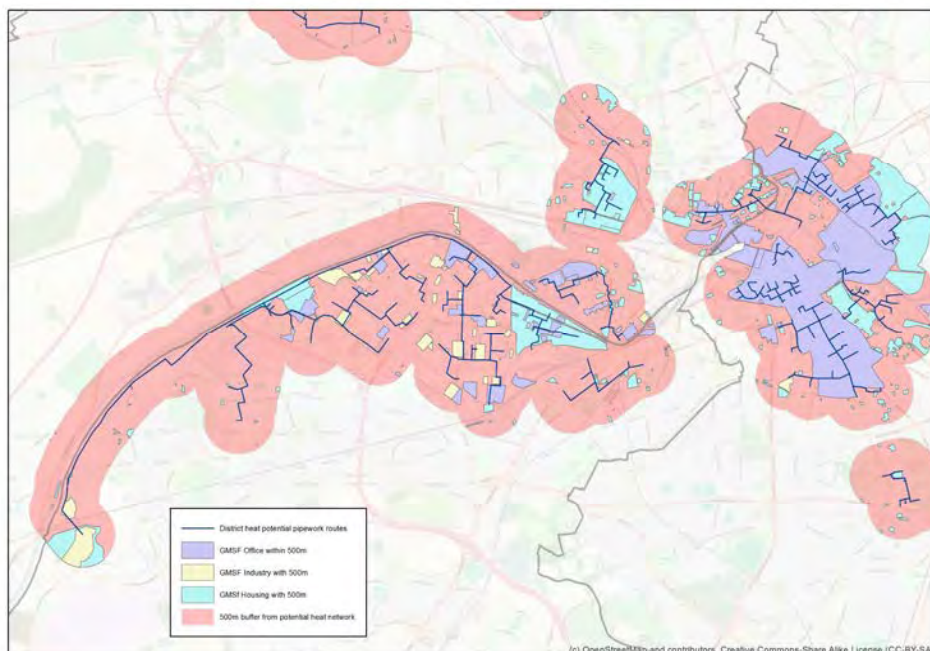 District heat potential pipework routes
GMSF Office within 500m
GMSF Industry with 500m
GMSf Housing with 500m
500m buffer from potential heat network
(c) OpenStreetMap and contributors, Creative Commons-Share Alike License (CC-BY-SA